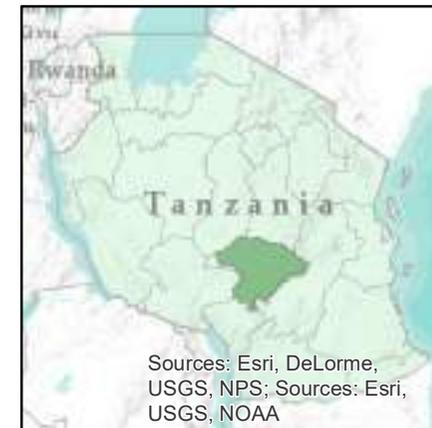 Rwanda
Tanzania
Sources: Esri, DeLorme,
USGS, NPS; Sources: Esri,
USGS, NOAA